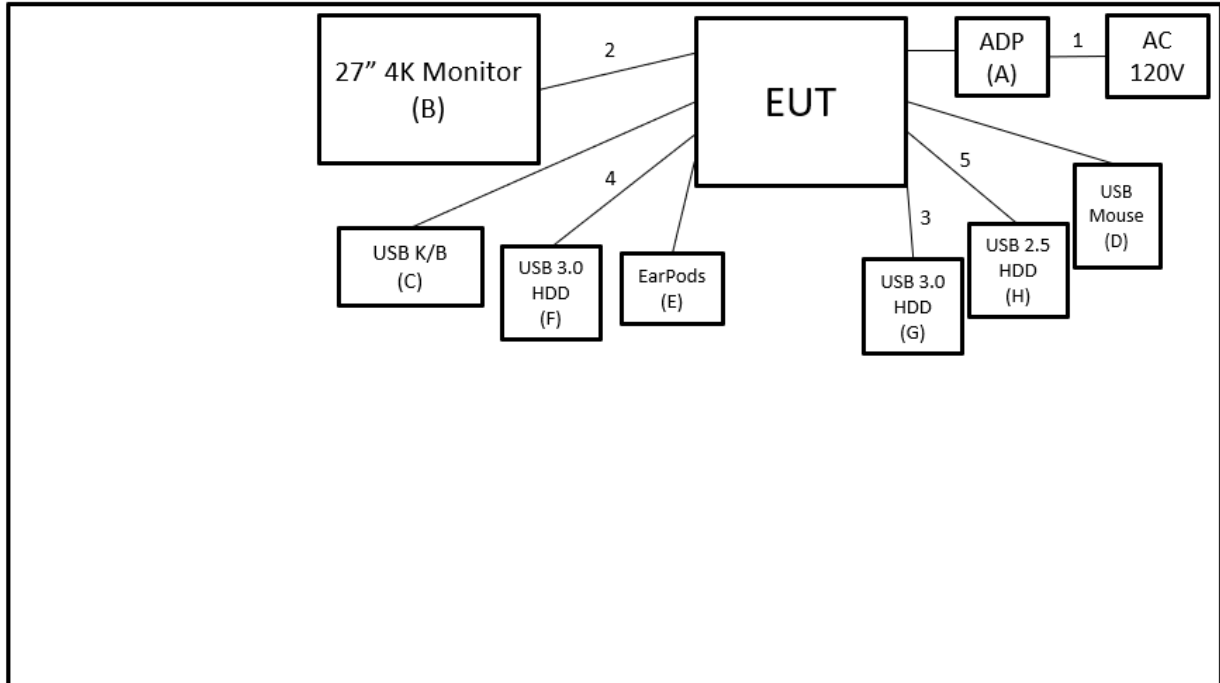 27” 4K Monitor
(B)
2
EUT
ADP
(A)
1
AC
120V
4
5
3
USB K/B
(C)
USB 3.0
HDD
(F)
EarPods
(E)
USB 3.0
HDD
(G)
USB 2.5
HDD
(H)
USB
Mouse
(D)